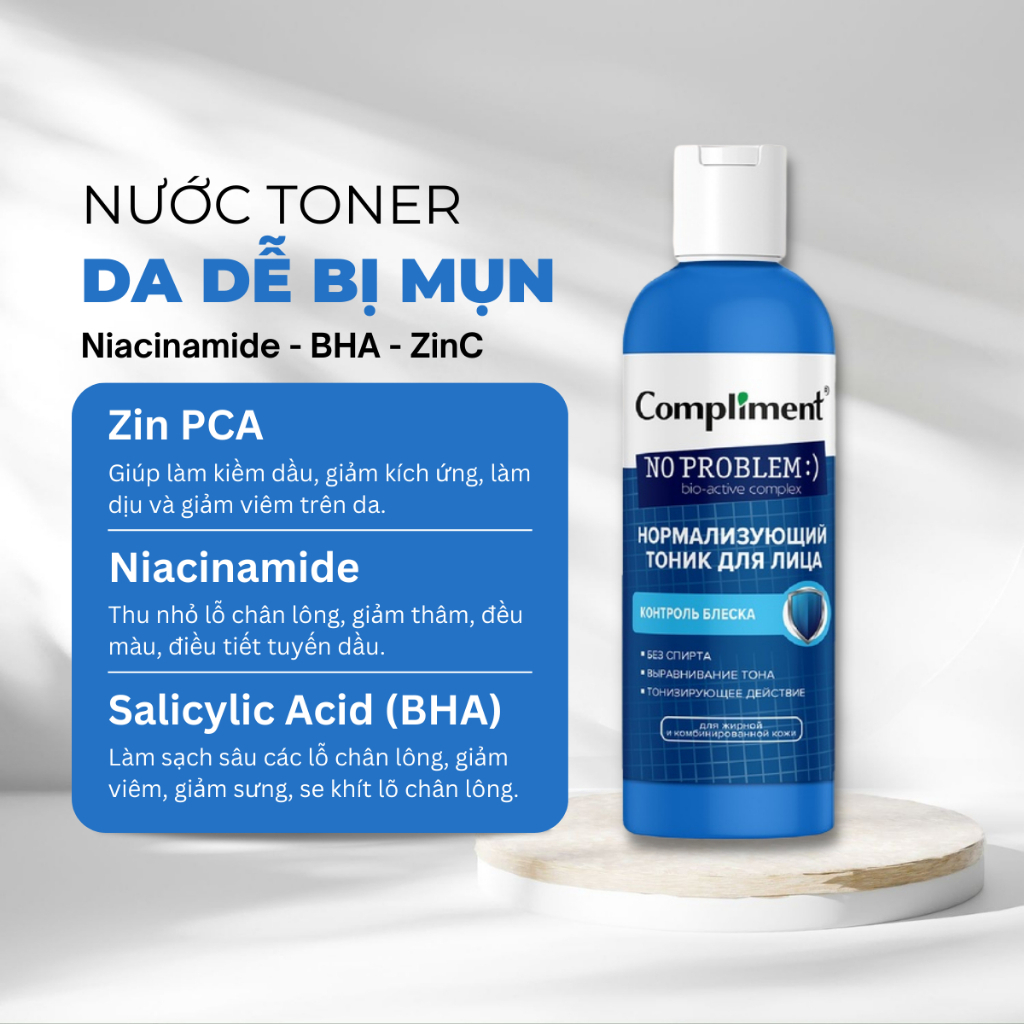 NƯỚC TONER
DA DỄ BỊ MỤN
Niacinamide - BHA - ZinC
Zin PCA
Giúp làm kiềm dầu, giảm kích ứng, làm
dịu và giảm viêm trên da.
Niacinamide
Thu nhỏ lỗ chân lông, giảm thâm, đều
màu, điều tiết tuyến dầu.
Salicylic Acid (BHA)
Làm sạch sâu các lỗ chân lông, giảm
viêm, giảm sưng, se khít lõ chân lông.
Compliment®
NO PROBLEM:)
bio-active complex
НОРМАЛИЗУЮЩИЙ
ТОНИК ДЛЯ ЛИЦА
КОНТРОЛЬ БЛЕСКА
▪ БЕЗ СПИРТА
▪ ВЫРАВНИВАНИЕ ТОНА
▪ ТОНИЗИРУЮЩЕЕ ДЕЙСТВИЕ
для жирной
и комбинированной кожи